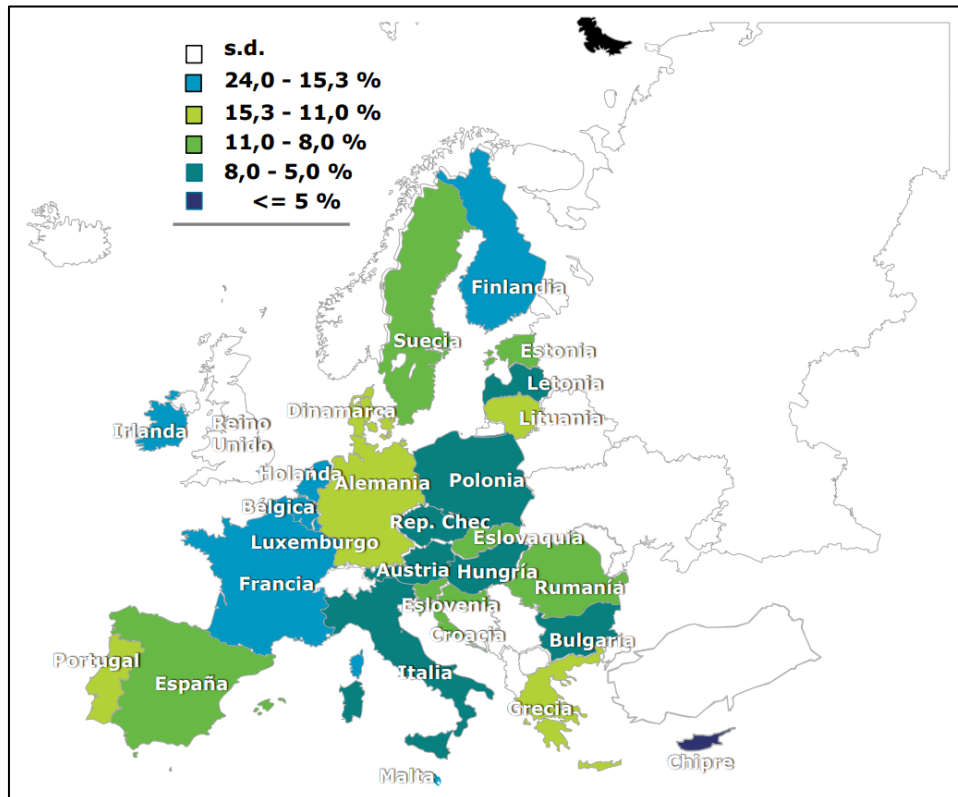 s.d.
24,0 - 15,3 %
15,3 - 11,0 %
11,0 - 8,0 %
8,0 - 5,0 %
<= 5 %
Finlandia
Suecia
Estonia
Letonia
Dinamarca
Lituania
Irlanda
Reino
Unido
Holanda
Alemania
Polonia
Bélgica
Rep. Chec
Luxemburgo
Eslovaquia
Austria
Hungría
Francia
Rumanía
Eslovenia
Croacia
Bulgaria
Portugal
Italia
España
Grecia
Chipre
Malta